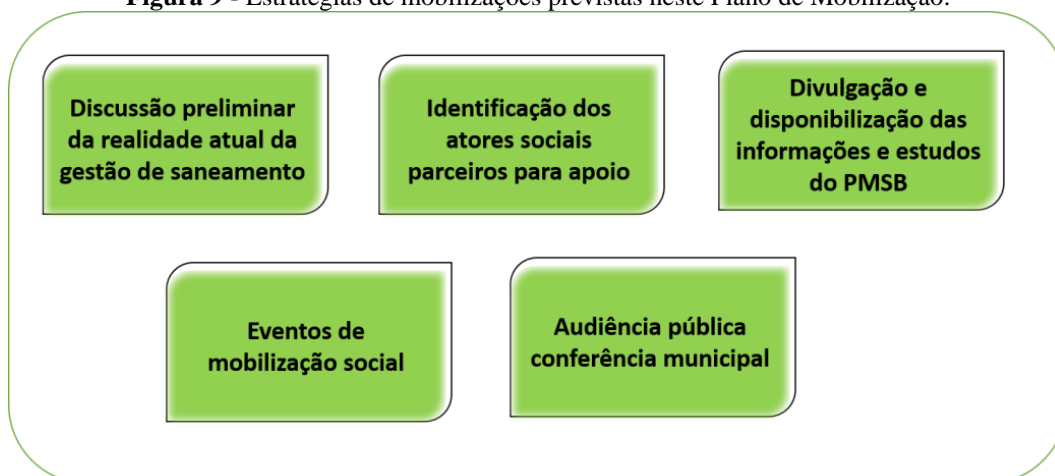 Figura 9 - Estratégias de mobilizações previstas neste Plano de Mobilização.
Discussão preliminar
da realidade atual da
gestão de saneamento
Identificação dos
atores sociais
parceiros para apoio
Divulgação e
disponibilização das
informações e estudos
do PMSB
Eventos de
mobilização social
Audiência pública
conferência municipal